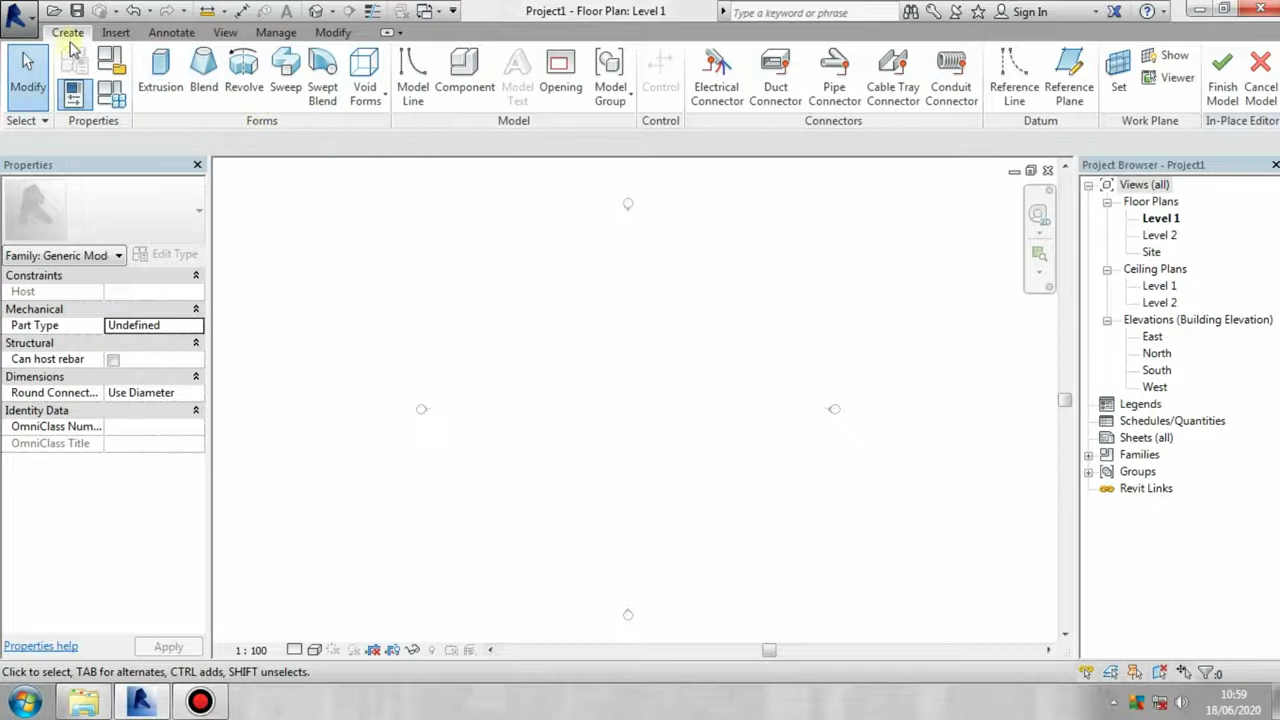 Project1 - Floor Plan: Level 1
Type a keyword or phrase
Sign In
Create Insert Annotate View Manage Modify
Modify
Extrusion Blend Revolve Sweep Swept Blend Void Forms
Model Line Component Model Text Opening Model Group
Control
Electrical Connector Duct Connector Pipe Connector Cable Tray Connector Conduit Connector
Reference Line Reference Plane
Set Show Viewer
Finish Model Cancel Model
Select Properties Forms Model Control Connectors Datum Work Plane In-Place Editor
Properties
Family: Generic Mod Edit Type
Constraints
Host
Mechanical
Part Type Undefined
Structural
Can host rebar
Dimensions
Round Connect... Use Diameter
Identity Data
OmniClass Num...
OmniClass Title
Properties help Apply
2D
Project Browser - Project1
Views (all)
Floor Plans
Level 1
Level 2
Site
Ceiling Plans
Level 1
Level 2
Elevations (Building Elevation)
East
North
South
West
Legends
Schedules/Quantities
Sheets (all)
Families
Groups
Revit Links
1 : 100
Click to select, TAB for alternates, CTRL adds, SHIFT unselects.
:0
10:59
18/06/2020